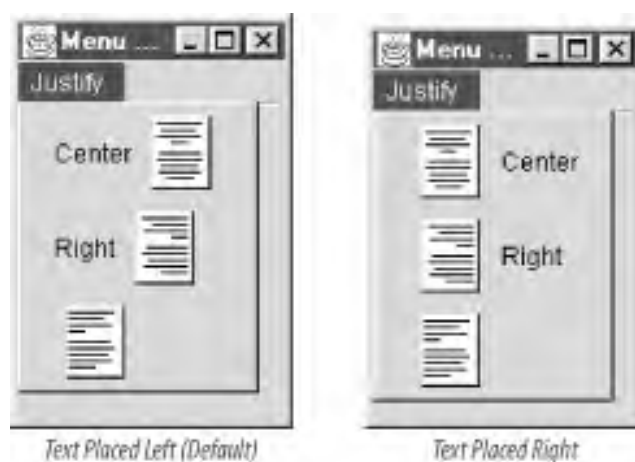 Menu ...
Justify
Center
Right
Text Placed Left (Default)
Menu ...
Justify
Center
Right
Text Placed Right